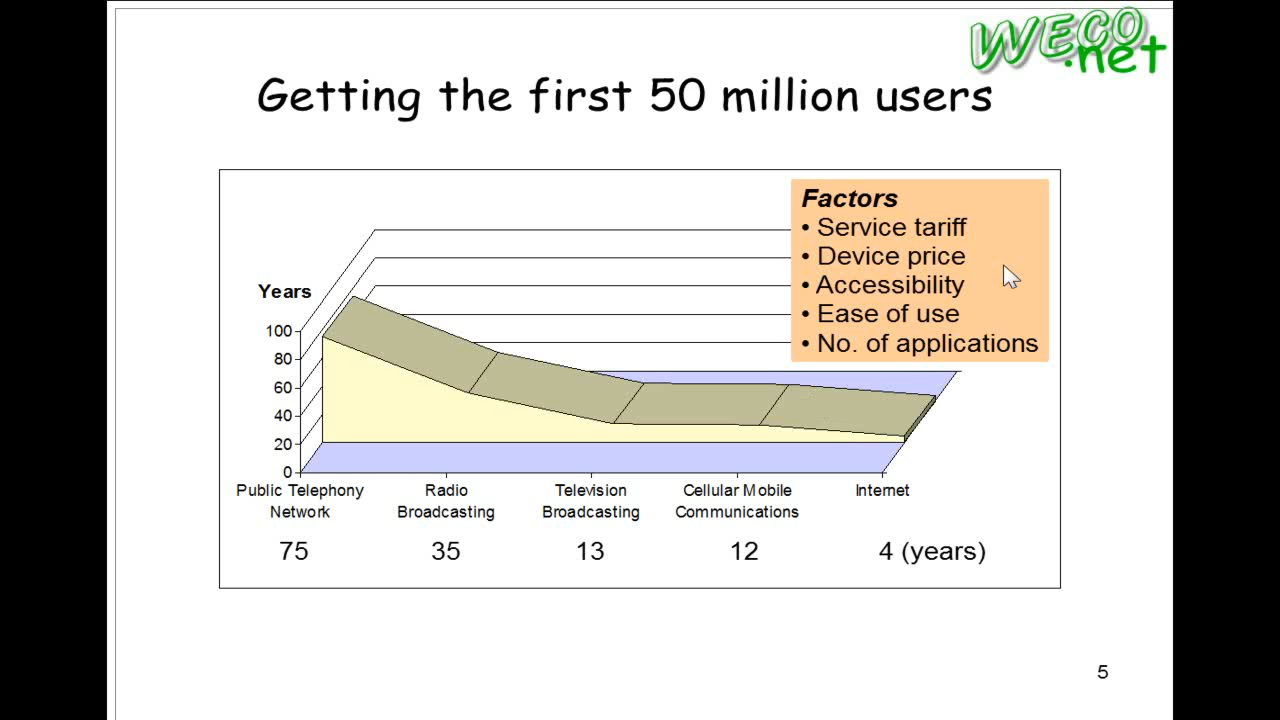 WECO
.net
Getting the first 50 million users
Factors
• Service tariff
• Device price
• Accessibility
• Ease of use
• No. of applications
Years
100
80
60
40
20
0
Public Telephony Network
Radio Broadcasting
Television Broadcasting
Cellular Mobile Communications
Internet
75 35 13 12 4 (years)
5